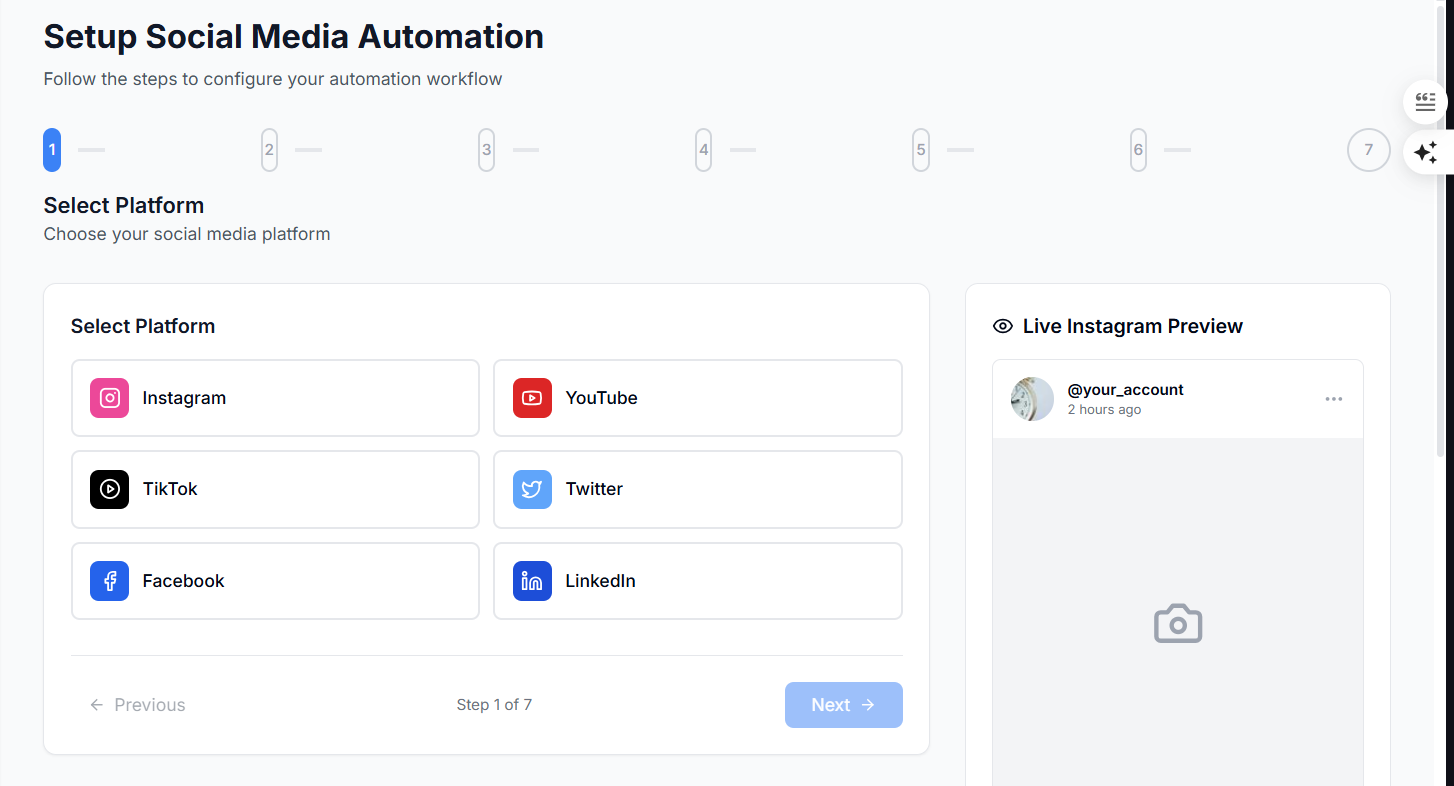 Setup Social Media Automation
Follow the steps to configure your automation workflow
1
2
3
4
5
6
7
Select Platform
Choose your social media platform
Select Platform
Instagram
YouTube
TikTok
Twitter
Facebook
LinkedIn
Previous
Step 1 of 7
Next
Live Instagram Preview
@your_account
2 hours ago